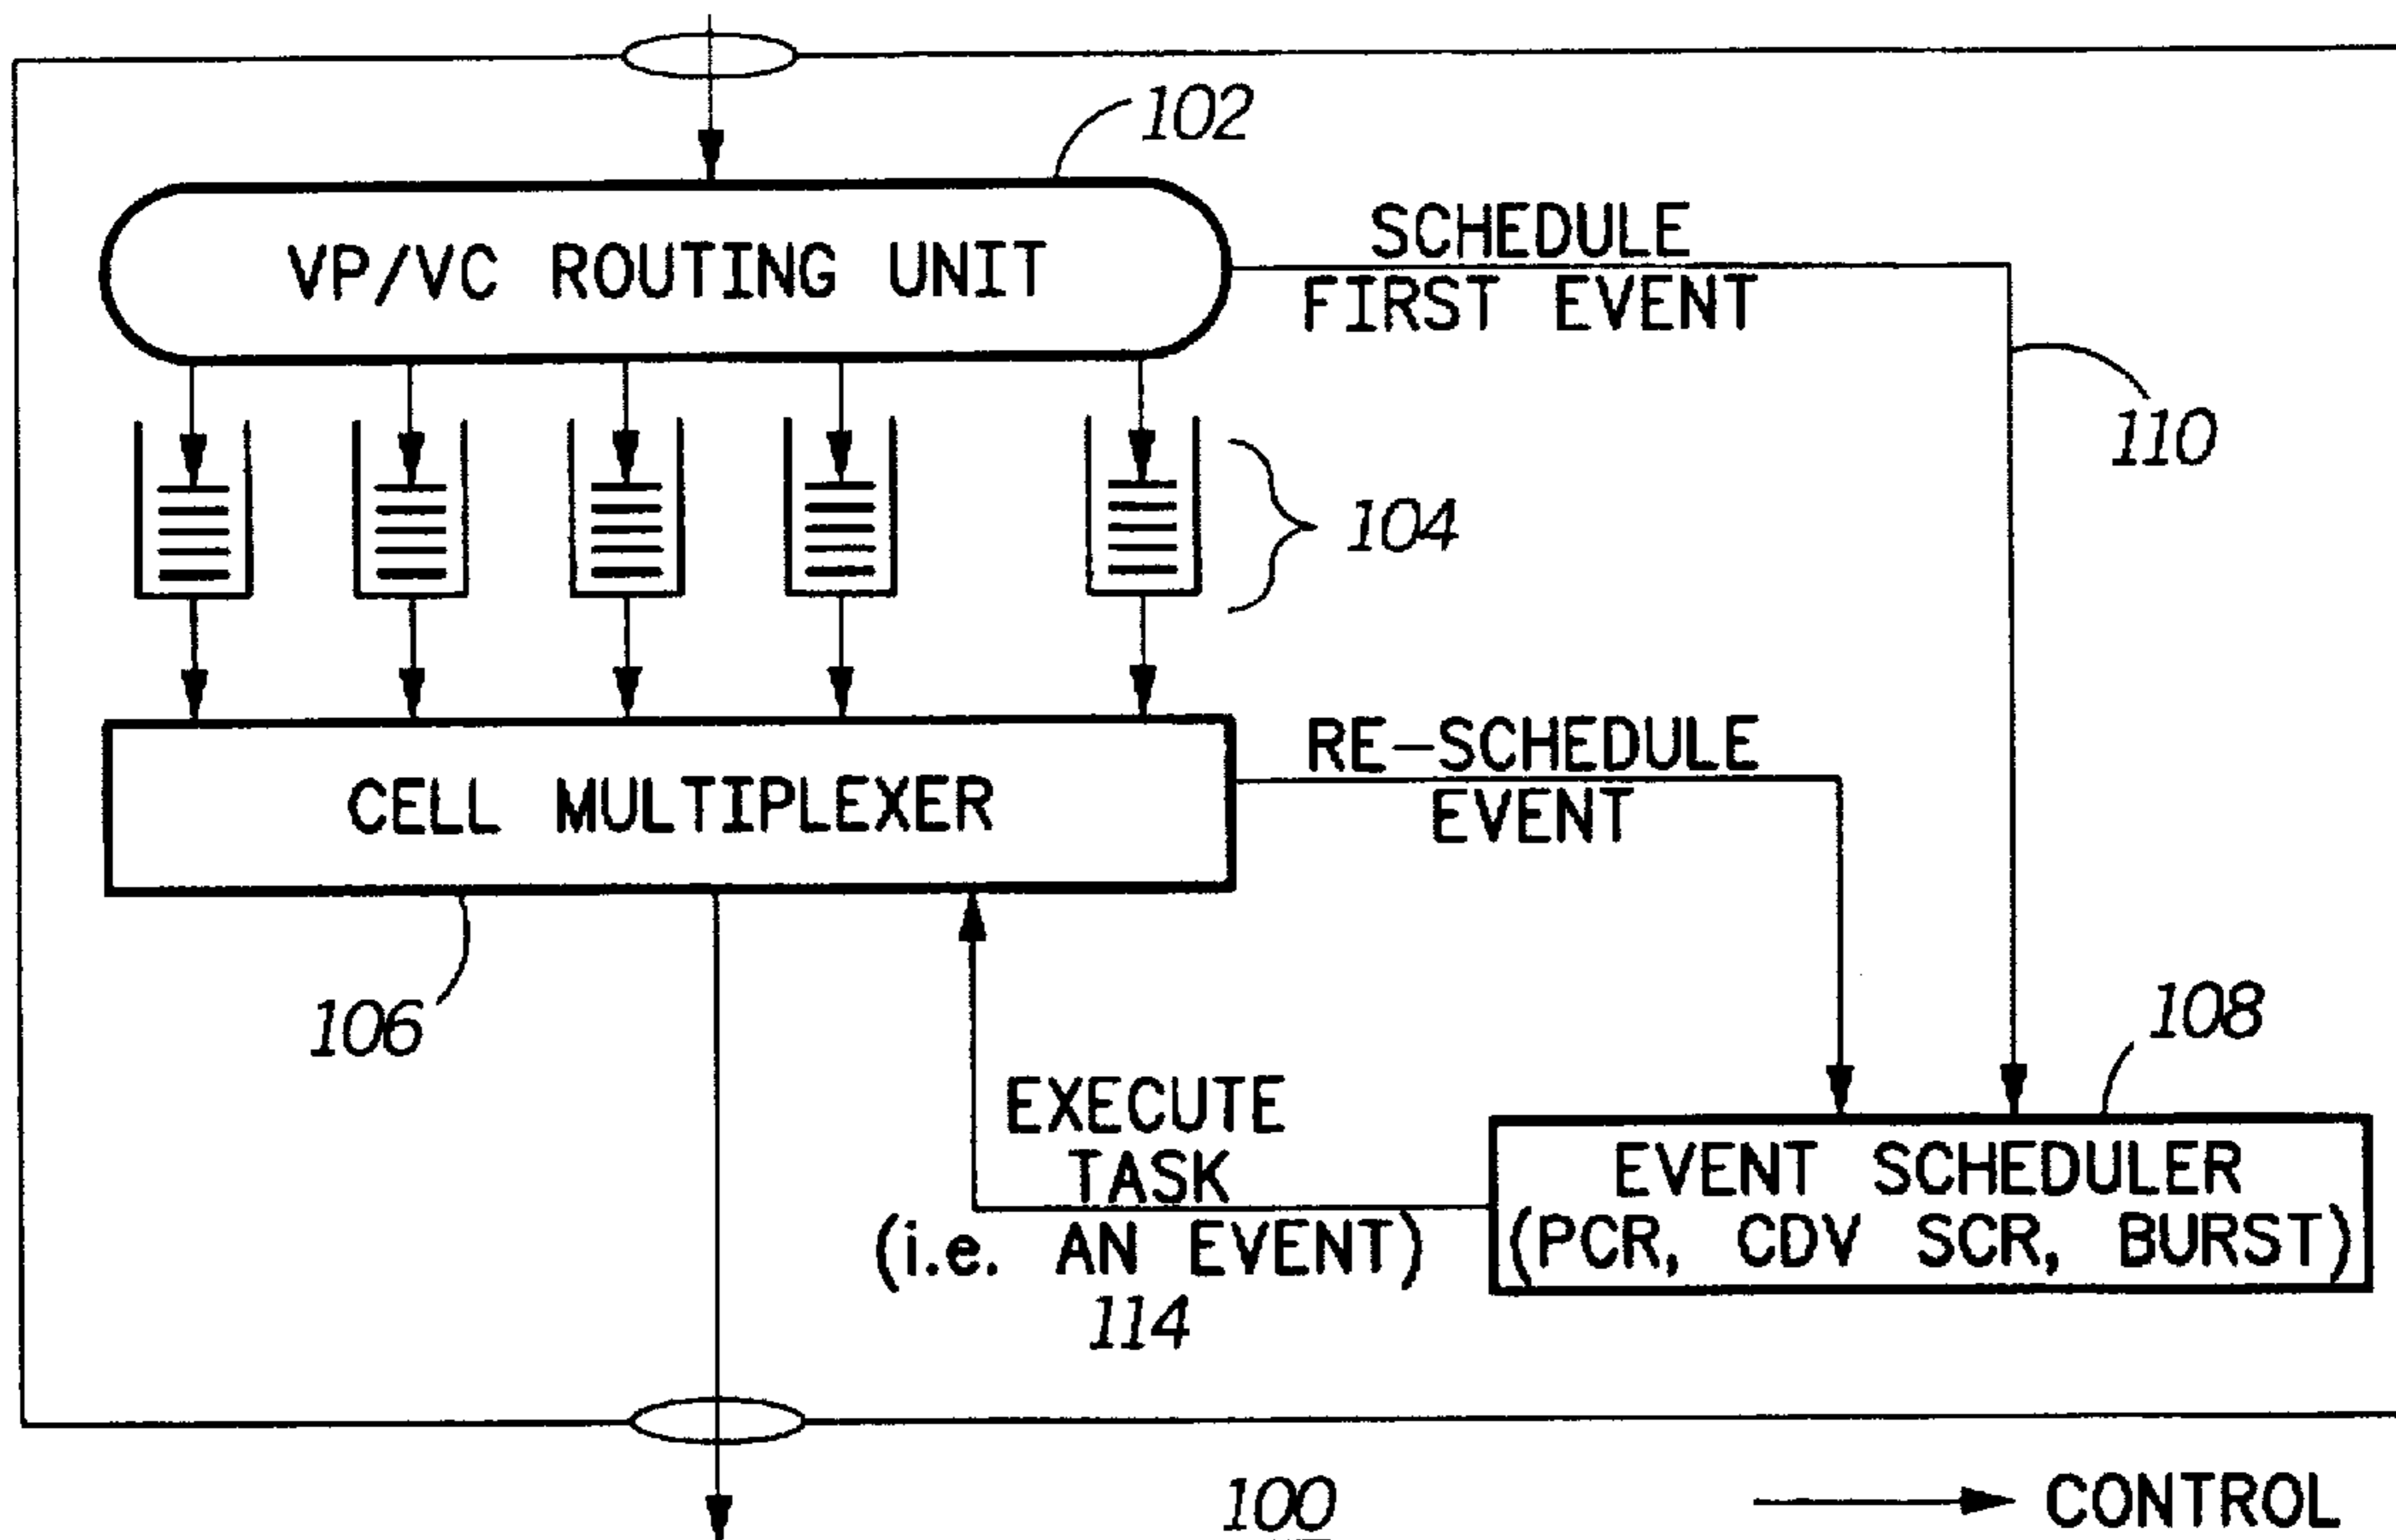 102
VP/VC ROUTING UNIT
SCHEDULE
FIRST EVENT
110
104
CELL MULTIPLEXER
RE-SCHEDULE
EVENT
106
108
EXECUTE
TASK
(i.e. AN EVENT)
114
EVENT SCHEDULER
(PCR, CDV SCR, BURST)
100
CONTROL